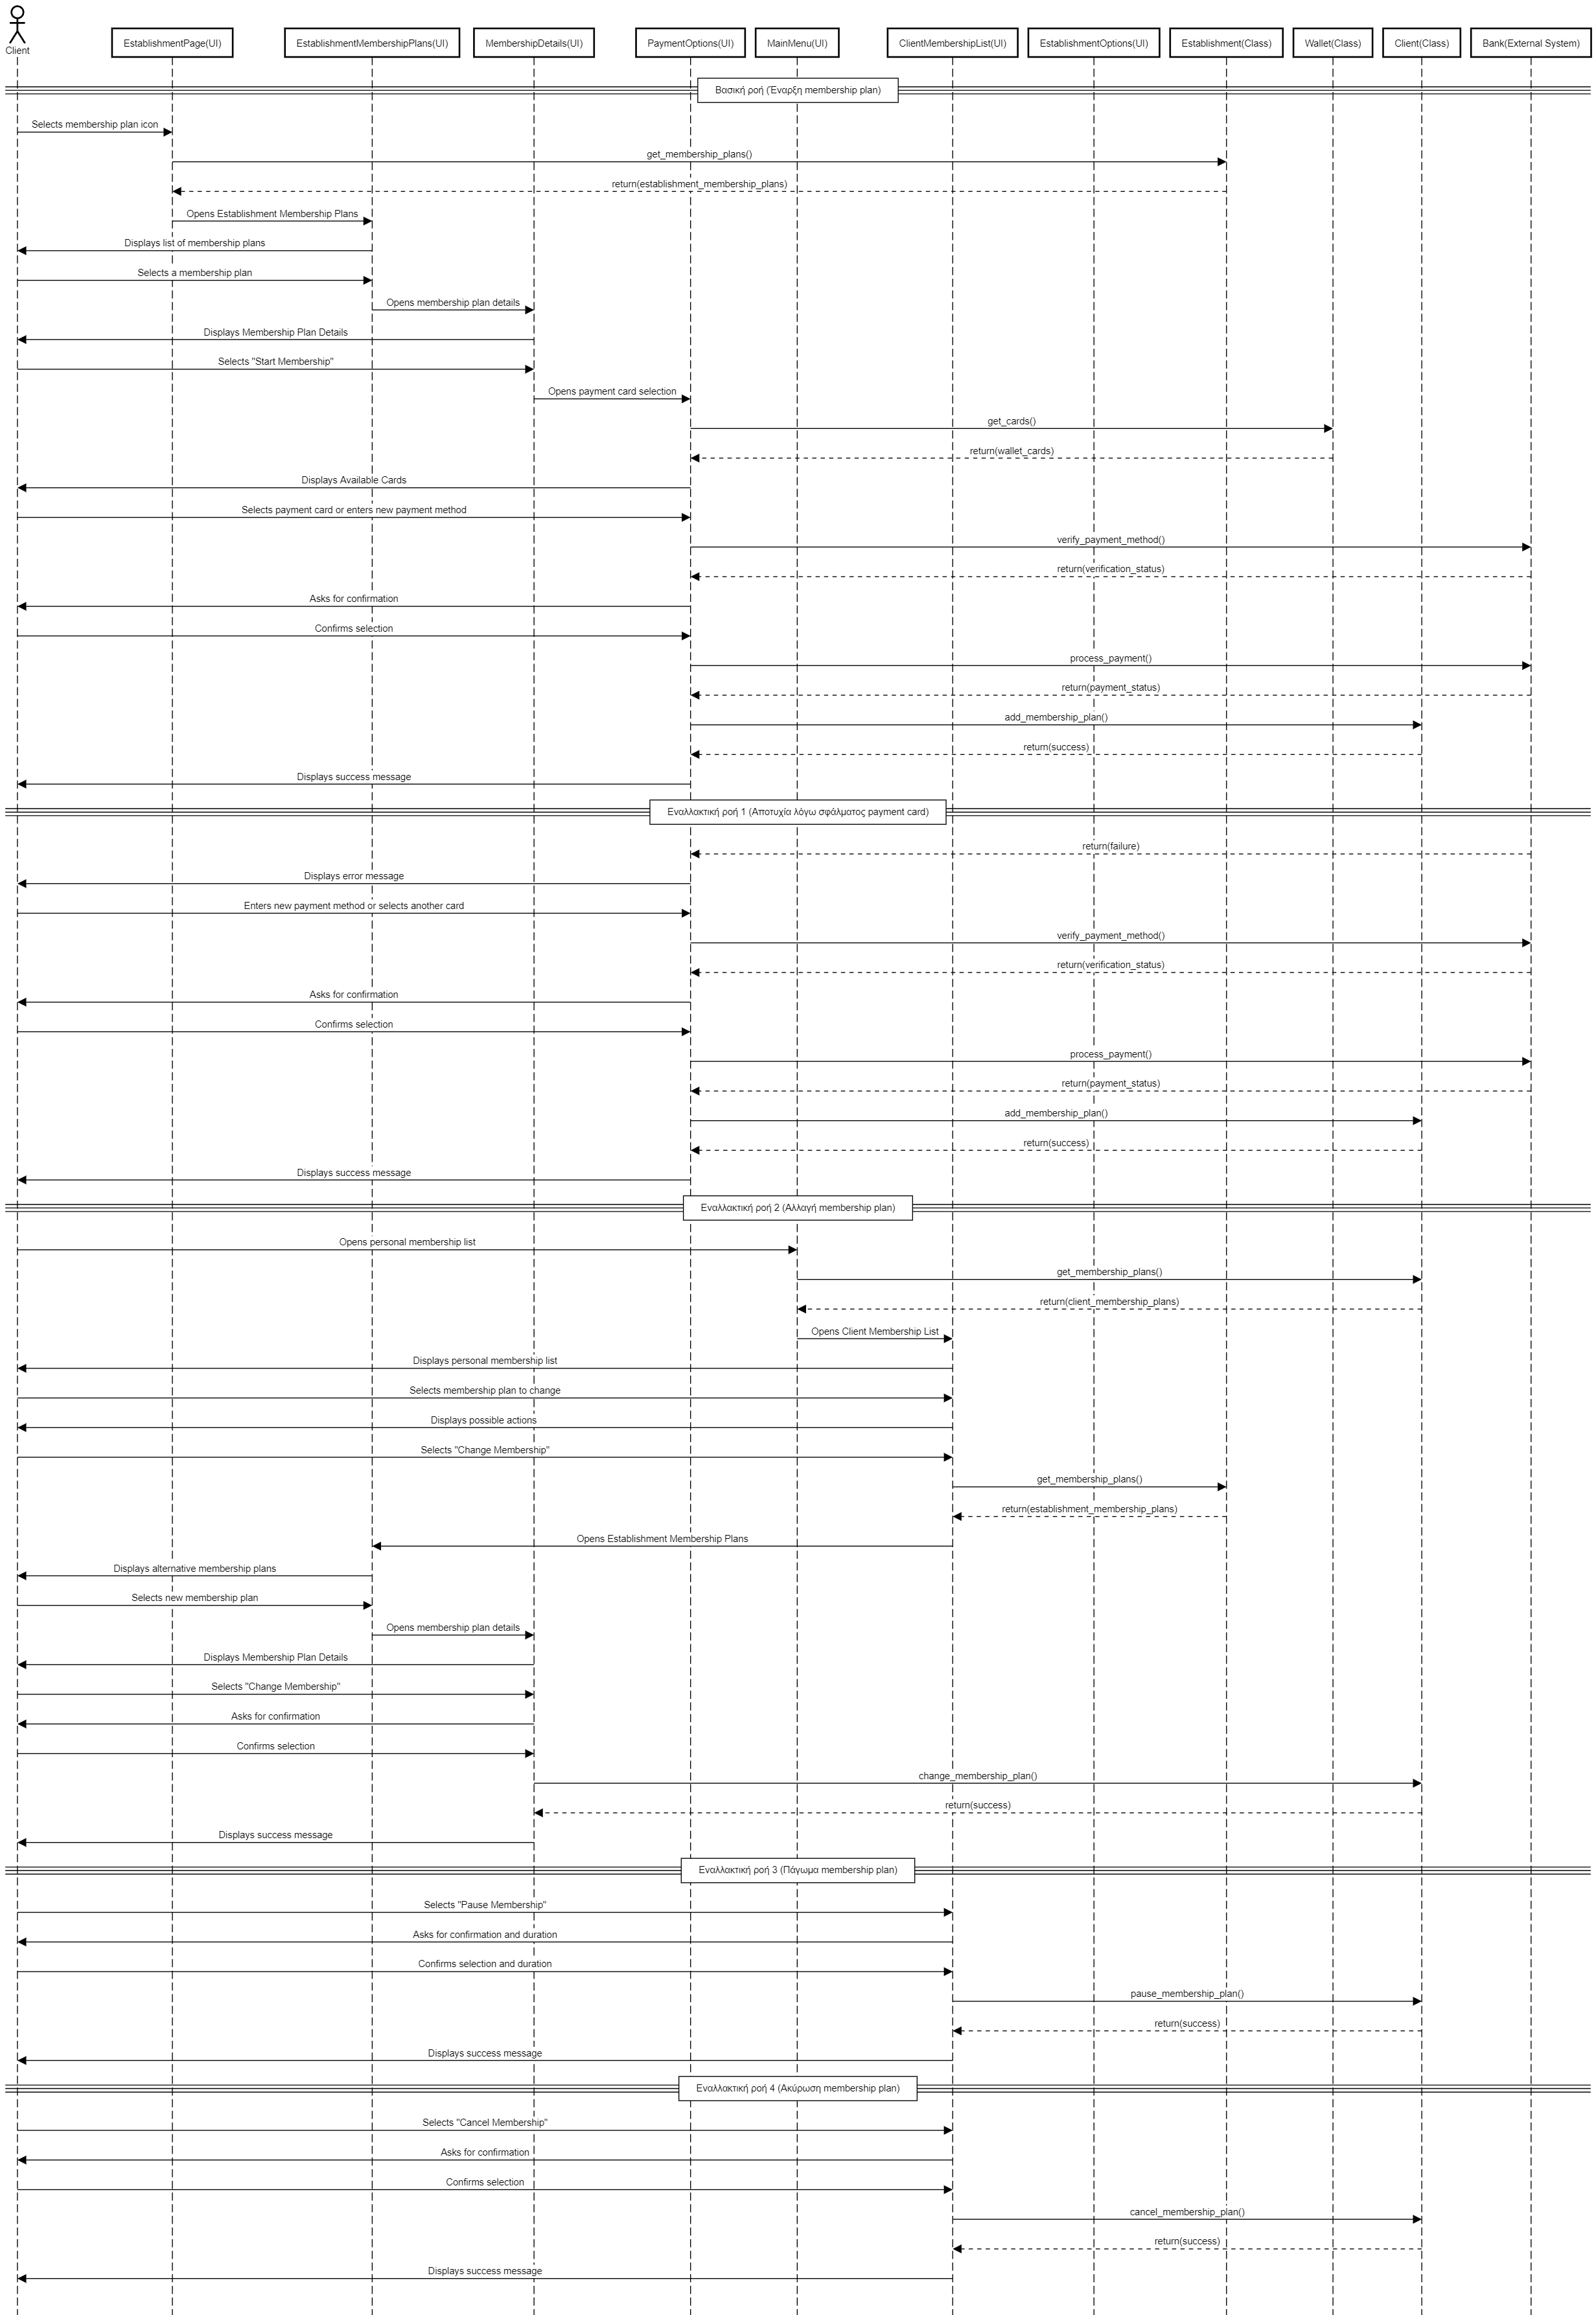 Client
EstablishmentPage(UI)
EstablishmentMembershipPlans(UI)
MembershipDetails(UI)
PaymentOptions(UI)
MainMenu(UI)
ClientMembershipList(UI)
EstablishmentOptions(UI)
Establishment(Class)
Wallet(Class)
Client(Class)
Bank(External System)
Βασική ροή (Έναρξη membership plan)
Selects membership plan icon
get_membership_plans()
return(establishment_membership_plans)
Opens Establishment Membership Plans
Displays list of membership plans
Selects a membership plan
Opens membership plan details
Displays Membership Plan Details
Selects "Start Membership"
Opens payment card selection
get_cards()
return(wallet_cards)
Displays Available Cards
Selects payment card or enters new payment method
verify_payment_method()
return(verification_status)
Asks for confirmation
Confirms selection
process_payment()
return(payment_status)
add_membership_plan()
return(success)
Displays success message
Εναλλακτική ροή 1 (Αποτυχία λόγω σφάλματος payment card)
return(failure)
Displays error message
Enters new payment method or selects another card
verify_payment_method()
return(verification_status)
Asks for confirmation
Confirms selection
process_payment()
return(payment_status)
add_membership_plan()
return(success)
Displays success message
Εναλλακτική ροή 2 (Αλλαγή membership plan)
Opens personal membership list
get_membership_plans()
return(client_membership_plans)
Opens Client Membership List
Displays personal membership list
Selects membership plan to change
Displays possible actions
Selects "Change Membership"
get_membership_plans()
return(establishment_membership_plans)
Opens Establishment Membership Plans
Displays alternative membership plans
Selects new membership plan
Opens membership plan details
Displays Membership Plan Details
Selects "Change Membership"
Asks for confirmation
Confirms selection
change_membership_plan()
return(success)
Displays success message
Εναλλακτική ροή 3 (Πάγωμα membership plan)
Selects "Pause Membership"
Asks for confirmation and duration
Confirms selection and duration
pause_membership_plan()
return(success)
Displays success message
Εναλλακτική ροή 4 (Ακύρωση membership plan)
Selects "Cancel Membership"
Asks for confirmation
Confirms selection
cancel_membership_plan()
return(success)
Displays success message